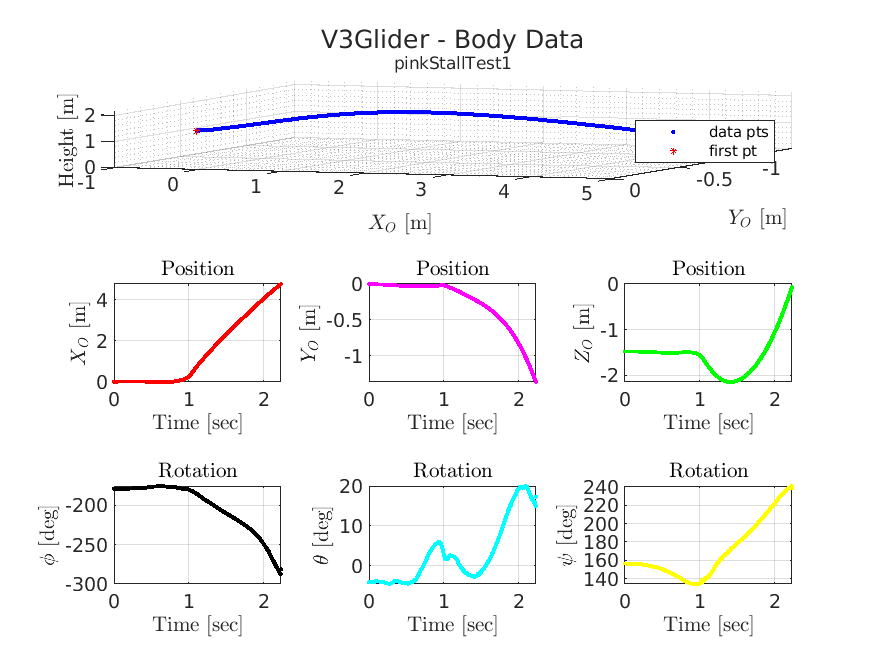 V3Glider - Body Data
pinkStallTest1
Height [m]
2
1
0
-1 0 1 2 3 4 5 0 -0.5 -1
data pts
first pt
X_O [m]
Y_O [m]
Position Position Position
X_O [m]
4
2
0
0 1 2
Time [sec]
Y_O [m]
0
-0.5
-1
0 1 2
Time [sec]
Z_O [m]
0
-1
-2
0 1 2
Time [sec]
Rotation Rotation Rotation
ϕ [deg]
-200
-250
-300
0 1 2
Time [sec]
θ [deg]
20
10
0
0 1 2
Time [sec]
ψ [deg]
240
220
200
180
160
140
0 1 2
Time [sec]